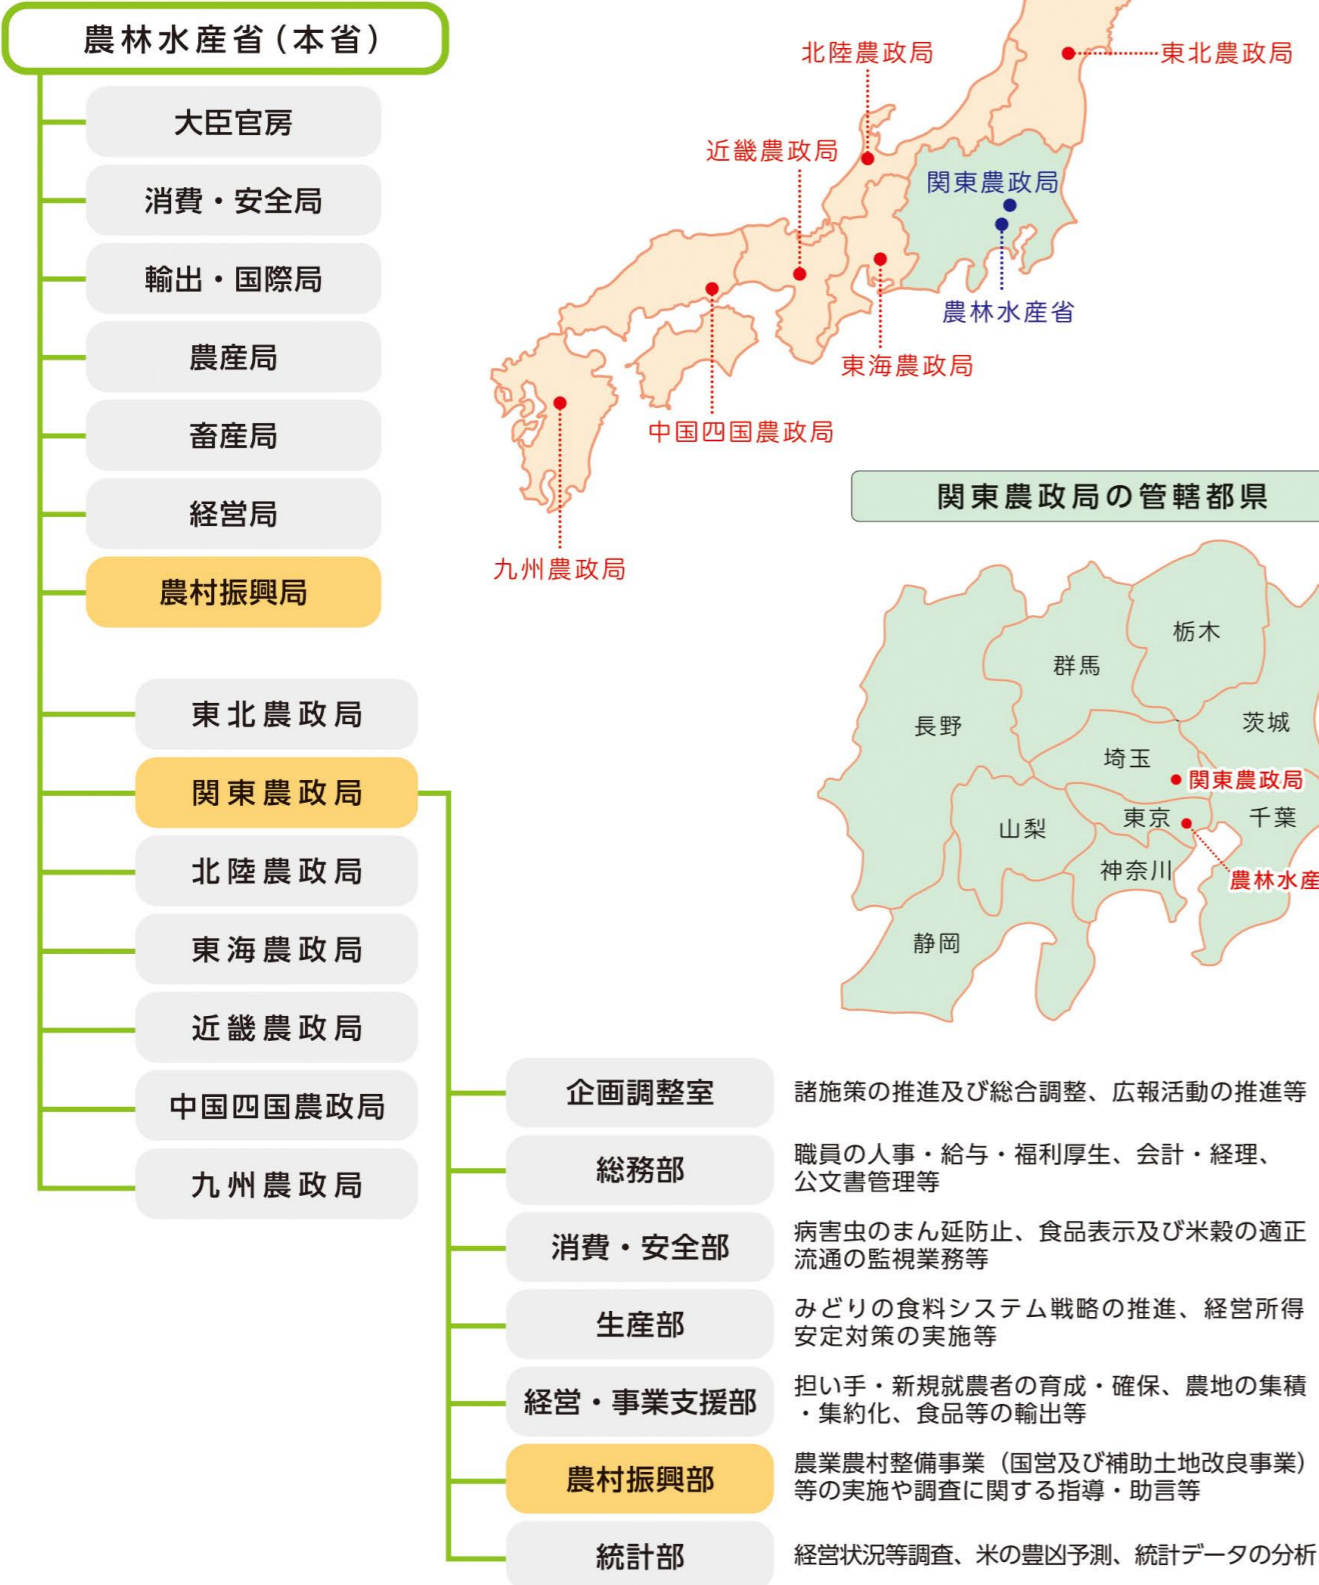 農林水産省（本省）
大臣官房
消費・安全局
輸出・国際局
農産局
畜産局
経営局
農村振興局
東北農政局
関東農政局
北陸農政局
東海農政局
近畿農政局
中国四国農政局
九州農政局
北陸農政局
東北農政局
近畿農政局
関東農政局
農林水産省
東海農政局
中国四国農政局
九州農政局
関東農政局の管轄都県
栃木
群馬
長野
茨城
埼玉
関東農政局
東京
千葉
山梨
神奈川
農林水産
静岡
企画調整室
諸施策の推進及び総合調整、広報活動の推進等
総務部
職員の人事・給与・福利厚生、会計・経理、
公文書管理等
消費・安全部
病害虫のまん延防止、食品表示及び米穀の適正
流通の監視業務等
生産部
みどりの食料システム戦略の推進、経営所得
安定対策の実施等
経営・事業支援部
担い手・新規就農者の育成・確保、農地の集積
・集約化、食品等の輸出等
農村振興部
農業農村整備事業（国営及び補助土地改良事業）
等の実施や調査に関する指導・助言等
統計部
経営状況等調査、米の豊凶予測、統計データの分析